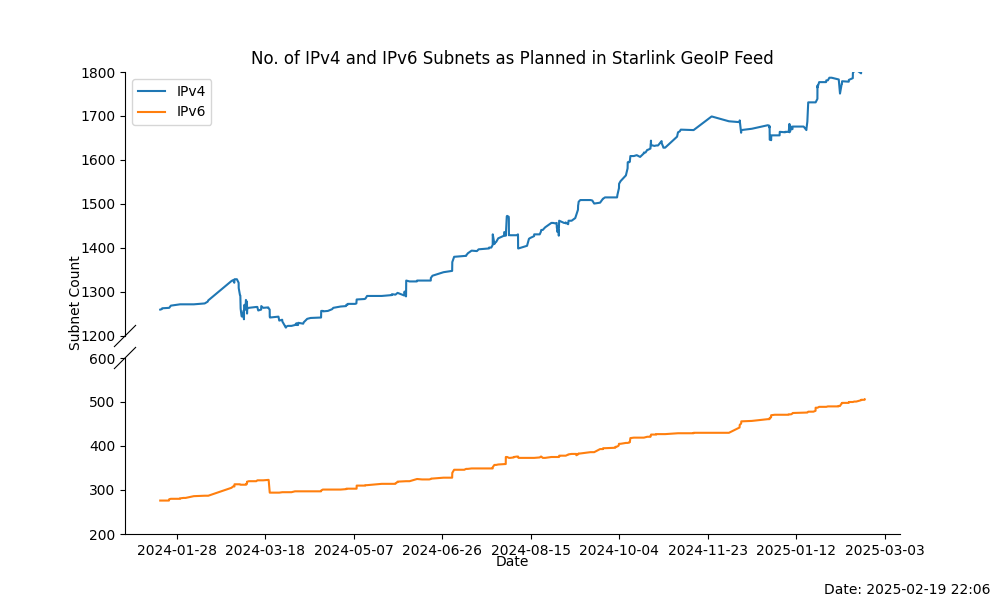 No. of IPv4 and IPv6 Subnets as Planned in Starlink GeoIP Feed
IPv4
IPv6
1800
1700
1600
1500
1400
1300
1200
600
500
400
300
200
Subnet Count
2024-01-28 2024-03-18 2024-05-07 2024-06-26 2024-08-15 2024-10-04 2024-11-23 2025-01-12 2025-03-03
Date
Date: 2025-02-19 22:06